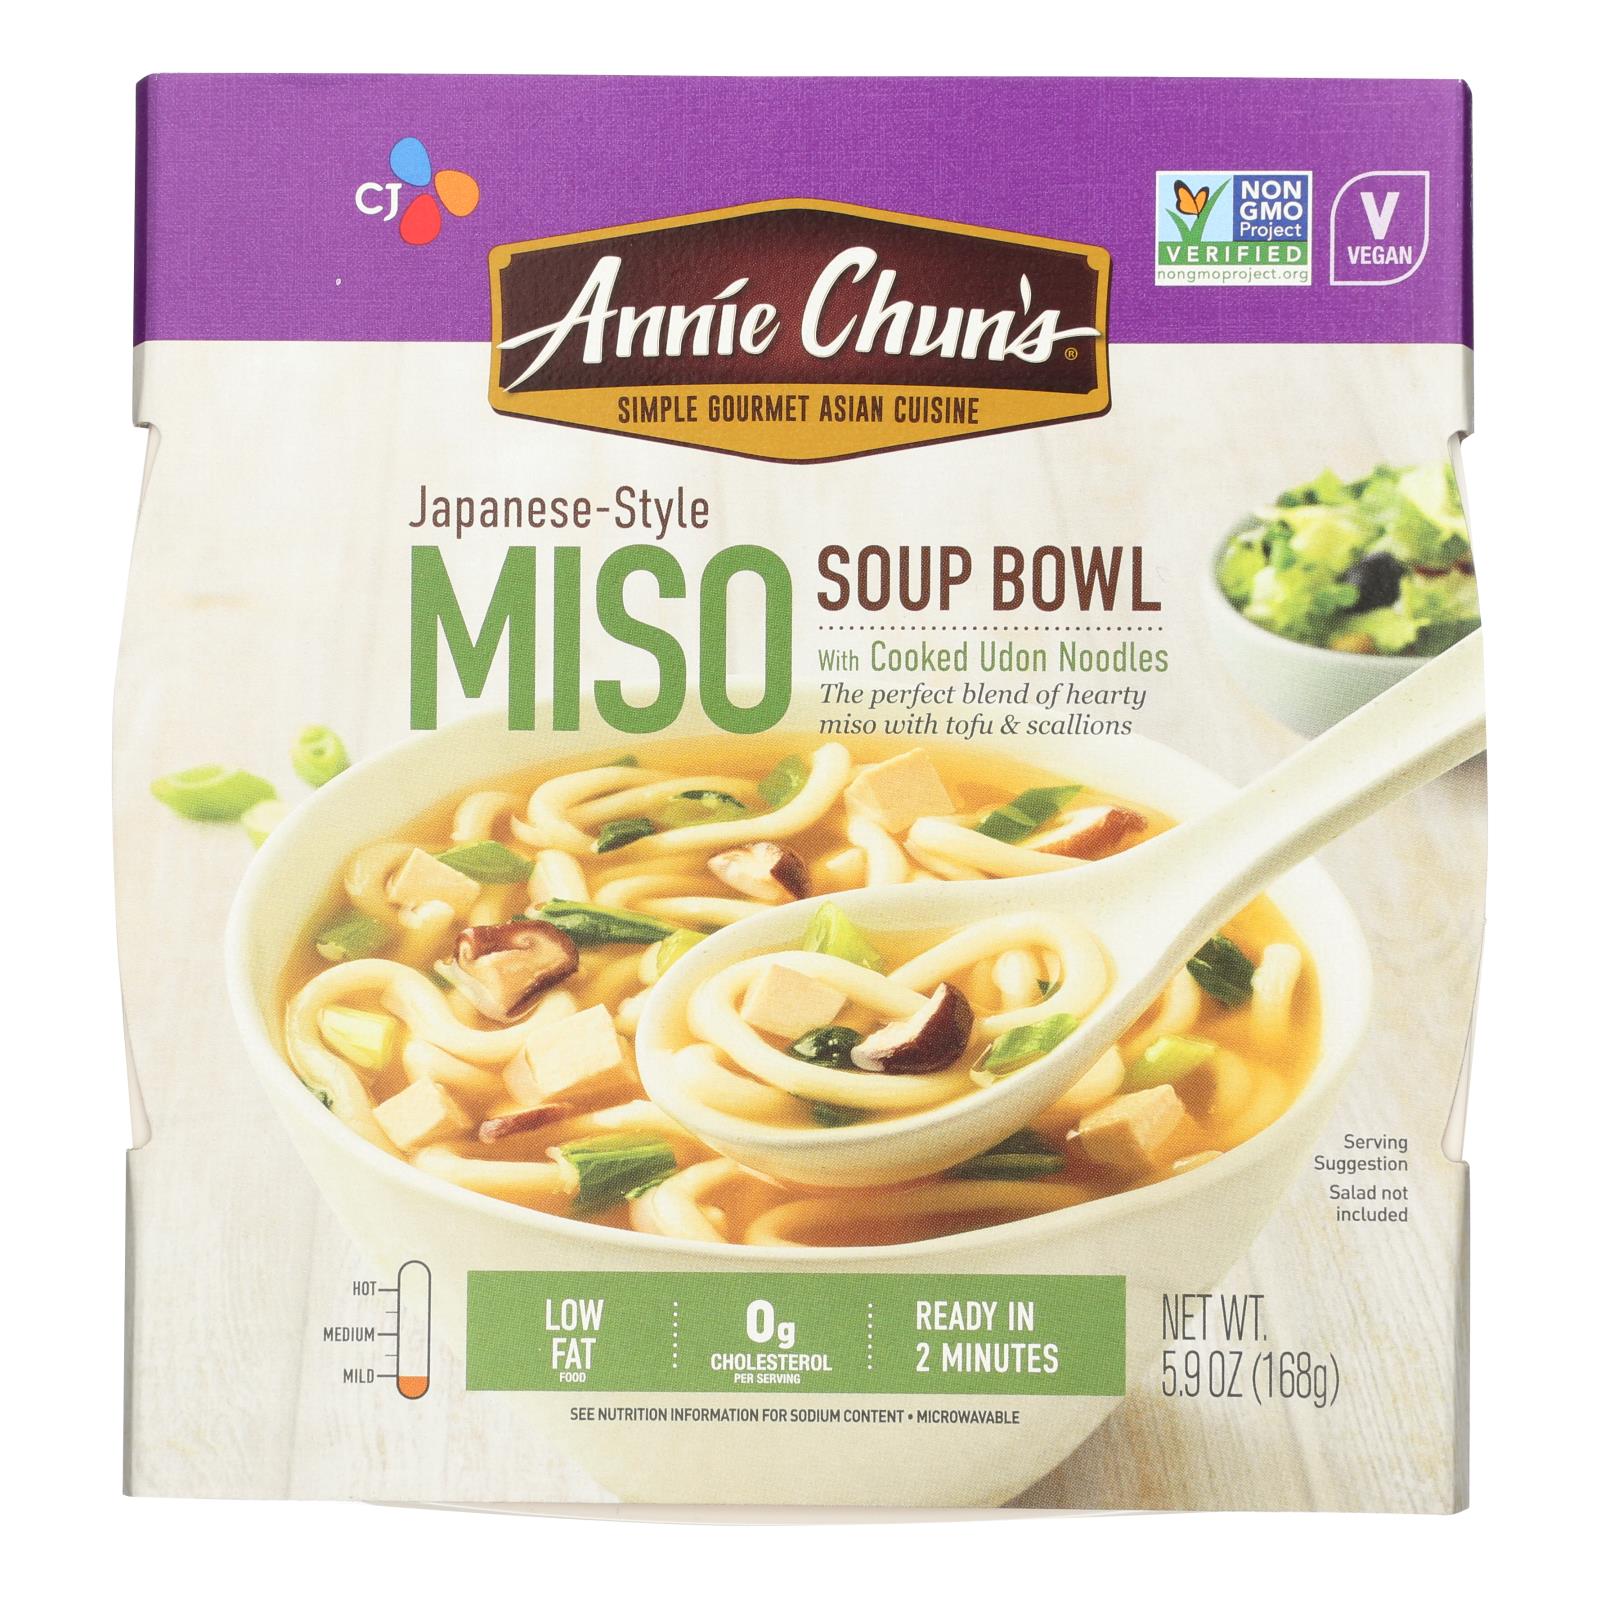 CJ
NON
GMO
Project
VERIFIED
nongmoproject.org
V
VEGAN
Annie Chun's®
SIMPLE GOURMET ASIAN CUISINE
Japanese-Style
MISO
SOUP BOWL
With Cooked Udon Noodles
The perfect blend of hearty
miso with tofu & scallions
Serving
Suggestion
Salad not
included
HOT
MEDIUM
MILD
LOW
FAT
FOOD
0g
CHOLESTEROL
PER SERVING
READY IN
2 MINUTES
NET WT.
5.9 OZ (168g)
SEE NUTRITION INFORMATION FOR SODIUM CONTENT • MICROWAVABLE